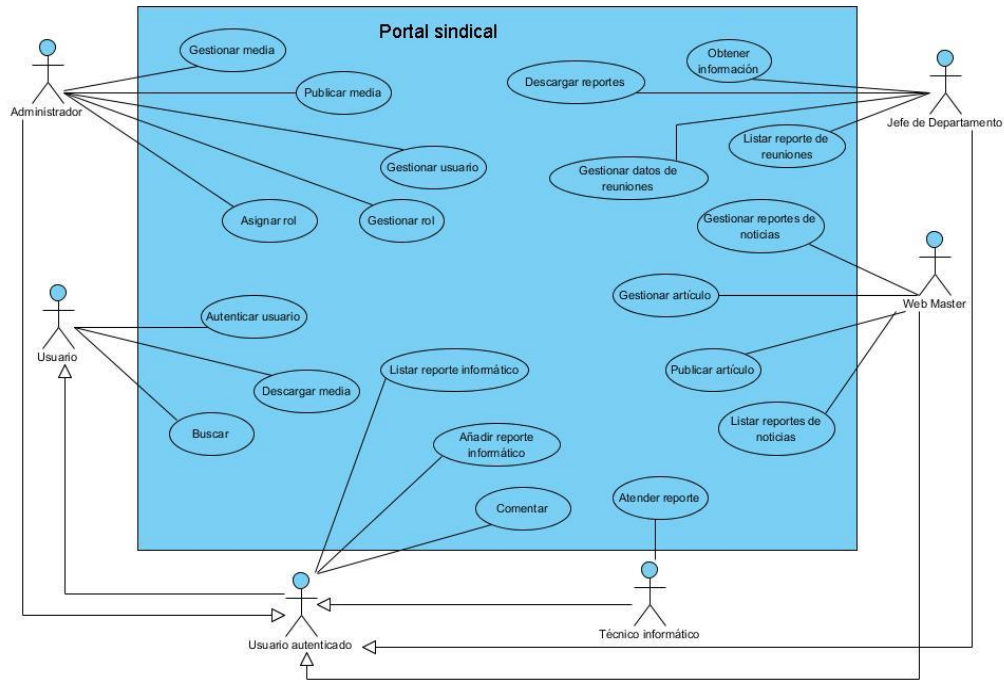 Portal sindical
Gestionar media
Obtener
información
Descargar reportes
Publicar media
Administrador
Jefe de Departamento
Listar reporte de
reuniones
Gestionar usuario
Gestionar datos de
reuniones
Asignar rol
Gestionar rol
Gestionar reportes de
noticias
Gestionar artículo
Web Master
Autenticar usuario
Usuario
Listar reporte informático
Publicar artículo
Descargar media
Listar reportes de
noticias
Buscar
Añadir reporte
informático
Atender reporte
Comentar
Técnico informático
Usuario autenticado